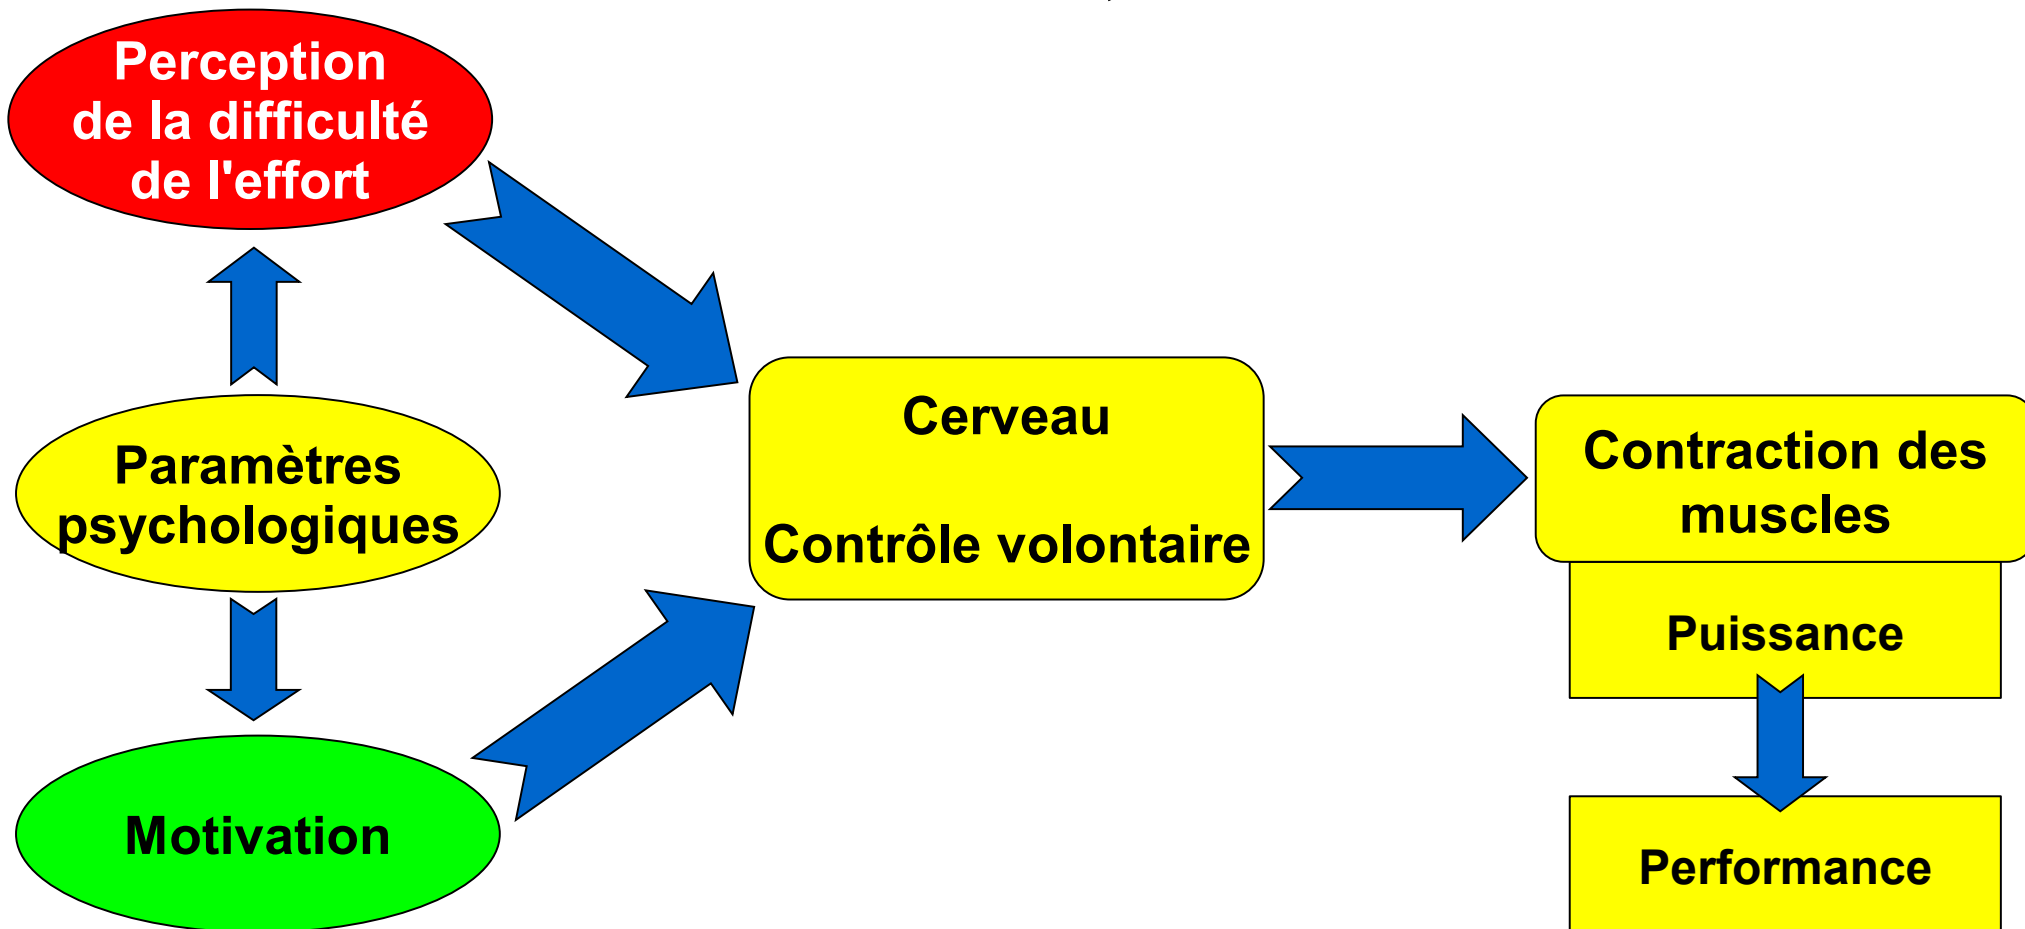 Perception
de la difficulté
de l'effort
Paramètres
psychologiques
Motivation
Cerveau
Contrôle volontaire
Contraction des
muscles
Puissance
Performance